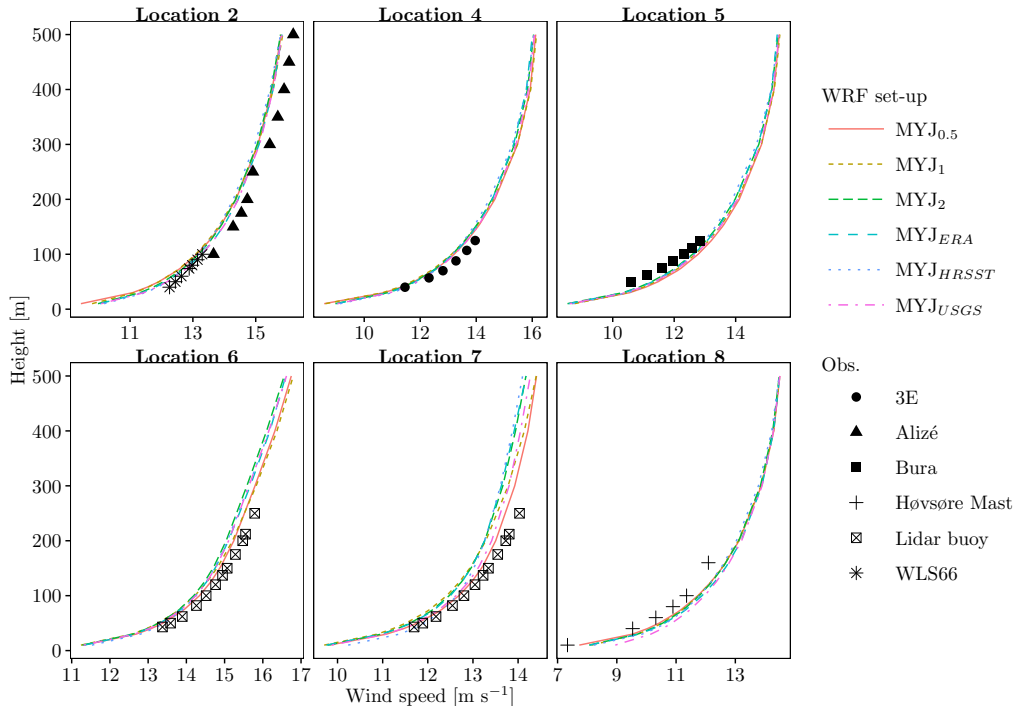 Location 2 Location 4 Location 5
500
400
300
200
100
0
11 13 15
10 12 14 16
10 12 14
Height [m]
Location 6 Location 7 Location 8
500
400
300
200
100
0
11 12 13 14 15 16 17
10 11 12 13 14
7 9 11 13
Wind speed [m s⁻¹]
WRF set-up
MYJ₀.₅
MYJ₁
MYJ₂
MYJ_ERA
MYJ_HRSST
MYJ_USGS
Obs.
3E
Alizé
Bura
Høvsøre Mast
Lidar buoy
WLS66